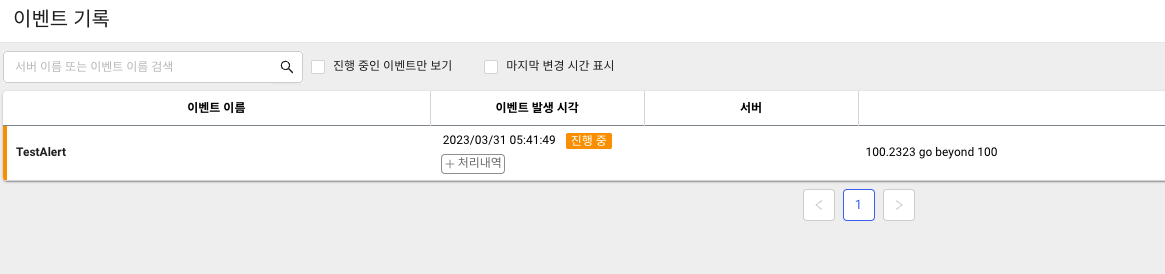 이벤트 기록
서버 이름 또는 이벤트 이름 검색
진행 중인 이벤트만 보기
마지막 변경 시간 표시
이벤트 이름 이벤트 발생 시각 서버
TestAlert 2023/03/31 05:41:49 진행 중 100.2323 go beyond 100
+ 처리내역
< 1 >